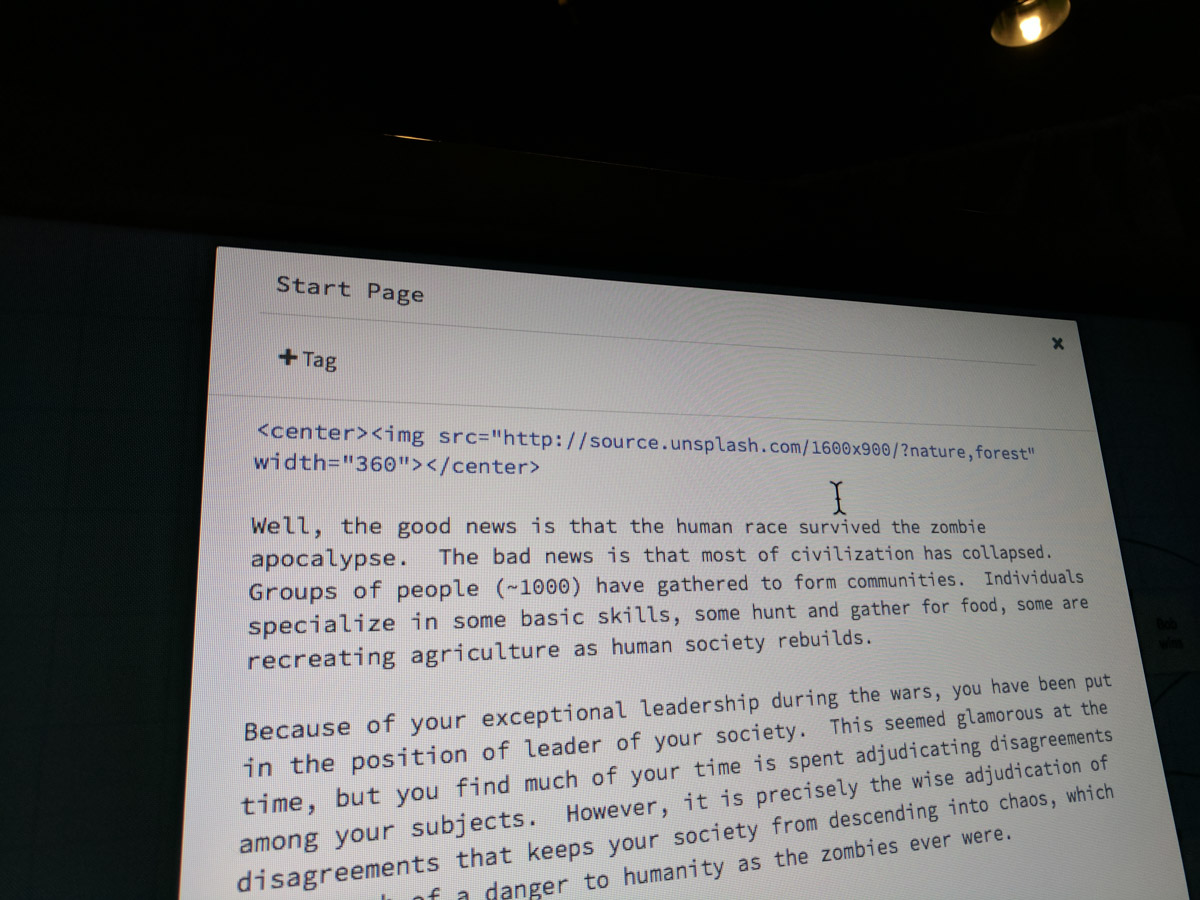 Start Page
+Tag
<center><img src="http://source.unsplash.com/1600x900/?nature,forest"
width="360"></center>
Well, the good news is that the human race survived the zombie
apocalypse.  The bad news is that most of civilization has collapsed.
Groups of people (~1000) have gathered to form communities.  Individuals
specialize in some basic skills, some hunt and gather for food, some are
recreating agriculture as human society rebuilds.
Because of your exceptional leadership during the wars, you have been put
in the position of leader of your society.  This seemed glamorous at the
time, but you find much of your time is spent adjudicating disagreements
among your subjects.  However, it is precisely the wise adjudication of
disagreements that keeps your society from descending into chaos, which
of a danger to humanity as the zombies ever were.